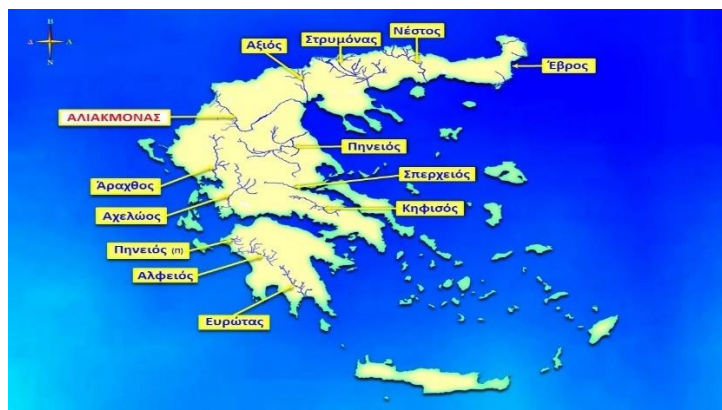 Β
Δ Α
Ν
Αξιός
Στρυμόνας
Νέστος
Έβρος
ΑΛΙΑΚΜΟΝΑΣ
Πηνειός
Άραχθος
Σπερχειός
Αχελώος
Κηφισός
Πηνειός (π)
Αλφειός
Ευρώτας